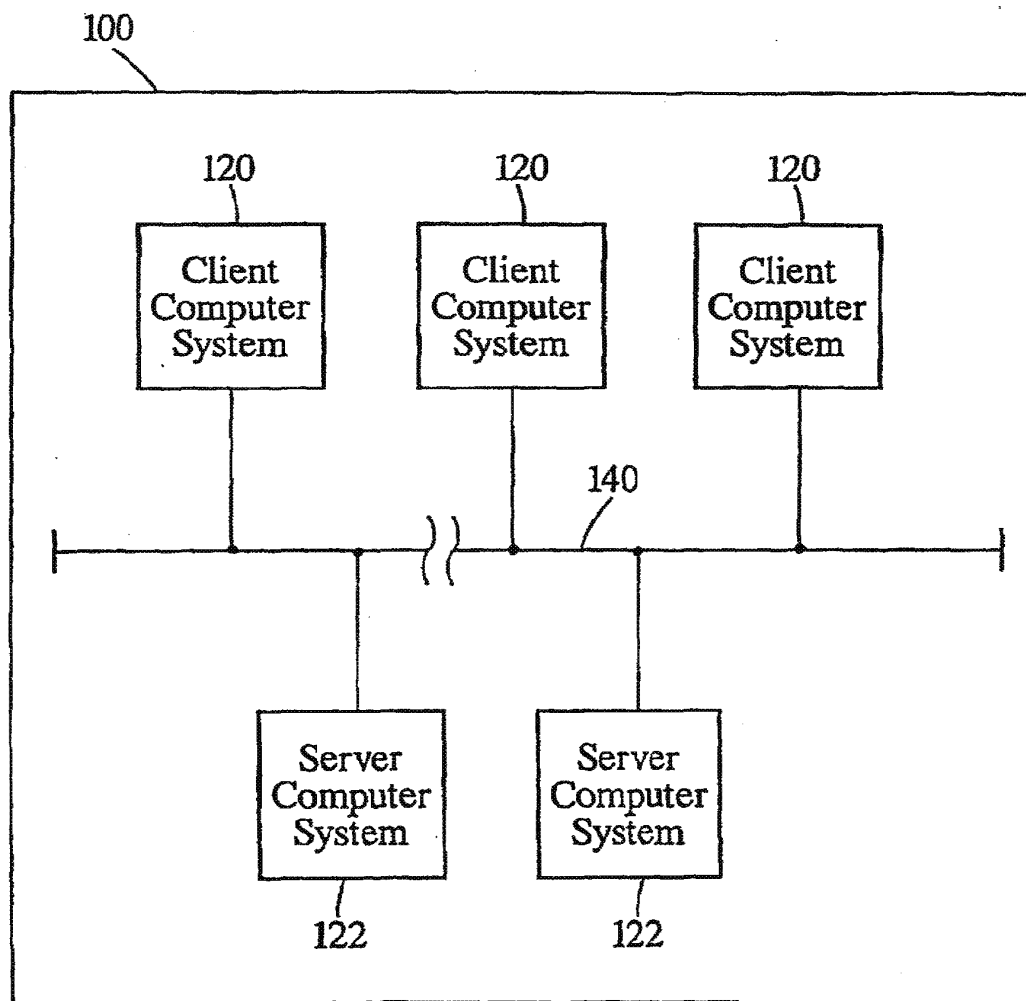 100
120
120
120
Client
Computer
System
Client
Computer
System
Client
Computer
System
140
Server
Computer
System
Server
Computer
System
122
122